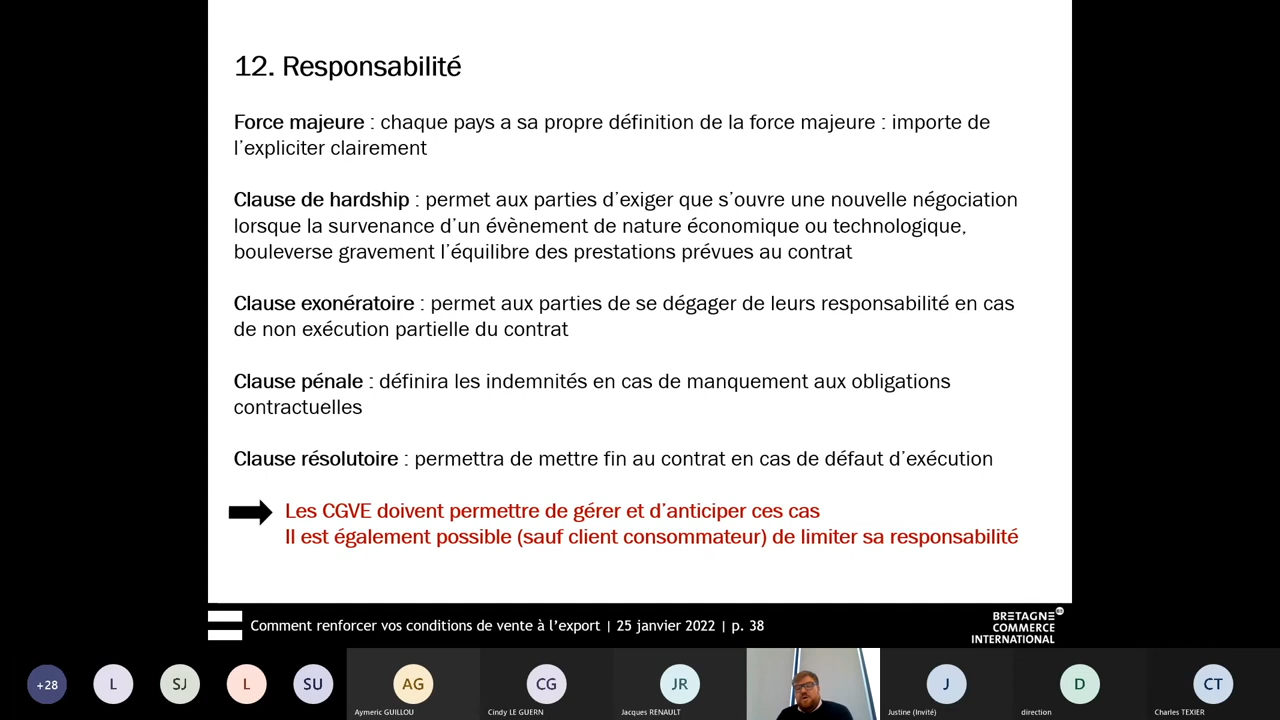 12. Responsabilité
Force majeure : chaque pays a sa propre définition de la force majeure : importe de
l’expliciter clairement
Clause de hardship : permet aux parties d’exiger que s’ouvre une nouvelle négociation
lorsque la survenance d’un évènement de nature économique ou technologique,
bouleverse gravement l’équilibre des prestations prévues au contrat
Clause exonératoire : permet aux parties de se dégager de leurs responsabilité en cas
de non exécution partielle du contrat
Clause pénale : définira les indemnités en cas de manquement aux obligations
contractuelles
Clause résolutoire : permettra de mettre fin au contrat en cas de défaut d’exécution
Les CGVE doivent permettre de gérer et d’anticiper ces cas
Il est également possible (sauf client consommateur) de limiter sa responsabilité
Comment renforcer vos conditions de vente à l’export | 25 janvier 2022 | p. 38
BRETAGNE
COMMERCE
INTERNATIONAL
+28
L
SJ
L
SU
AG
CG
JR
J
D
CT
Aymeric GUILLOU
Cindy LE GUERN
Jacques RENAULT
Justine (Invité)
direction
Charles TEXIER